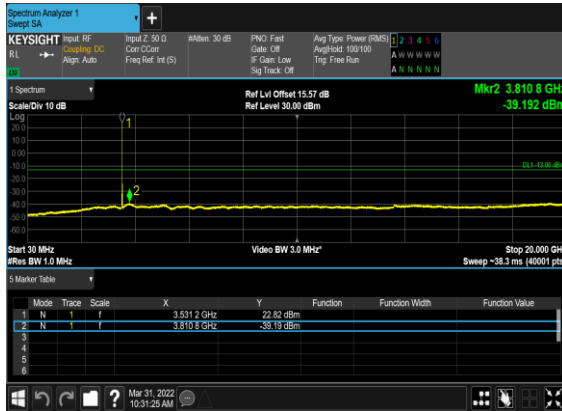 Spectrum Analyzer 1
Swept SA
+
KEYSIGHT
RL
LXI
Input: RF
Coupling: DC
Align: Auto
Input Z: 50 Ω
Corr CCorr
Freq Ref: Int (S)
#Atten: 30 dB
PNO: Fast
Gate: Off
IF Gain: Low
Sig Track: Off
Avg Type: Power (RMS)
Avg|Hold: 100/100
Trig: Free Run
1 2 3 4 5 6
A W W W W W
A N N N N N
1 Spectrum
Scale/Div 10 dB
Ref Lvl Offset 15.57 dB
Ref Level 30.00 dBm
Mkr2 3.810 8 GHz
-39.192 dBm
Log
20.0
10.0
0.00
-10.0
-20.0
-30.0
-40.0
-50.0
-60.0
1
2
DL1 -13.00 dBm
Start 30 MHz
#Res BW 1.0 MHz
Video BW 3.0 MHz*
Stop 20.000 GHz
Sweep ~38.3 ms (40001 pts)
5 Marker Table
Mode Trace Scale X Y Function Function Width Function Value
1 N 1 f 3.531 2 GHz 22.82 dBm
2 N 1 f 3.810 8 GHz -39.19 dBm
3
4
5
6
?
Mar 31, 2022
10:31:25 AM